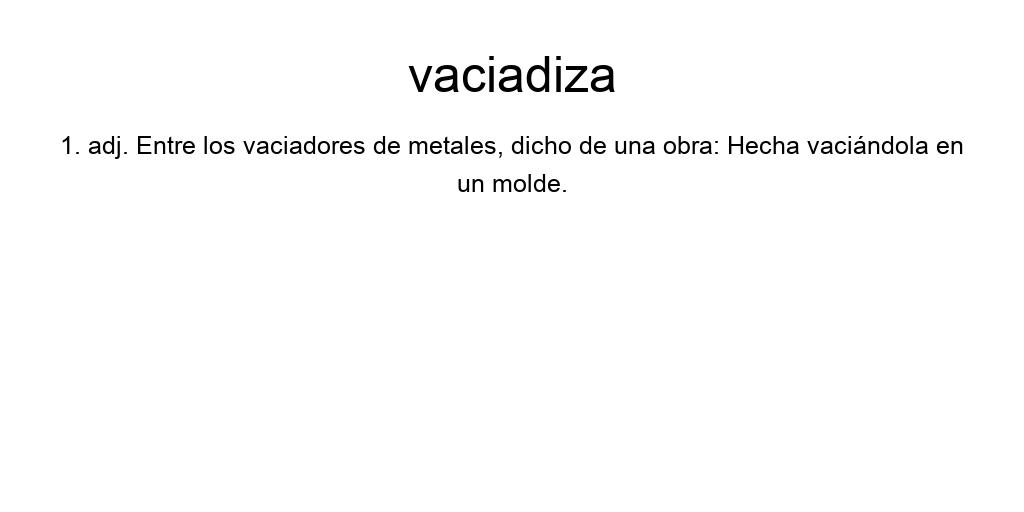 vaciadiza
1. adj. Entre los vaciadores de metales, dicho de una obra: Hecha vaciándola en
un molde.